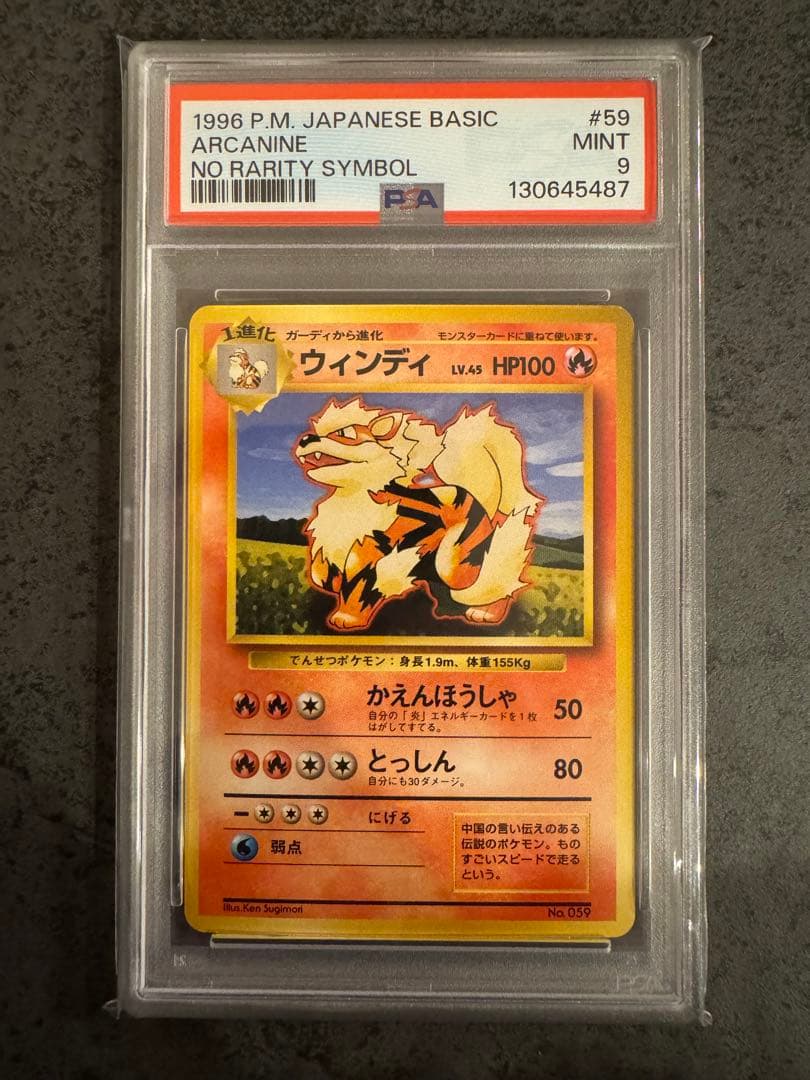 1996 P.M. JAPANESE BASIC #59
ARCANINE MINT
NO RARITY SYMBOL 9
PSA 130645487
1進化 ガーディから進化 モンスターカードに重ねて使います。
ウィンディ LV.45 HP100
でんせつポケモン：身長1.9m、体重155Kg
かえんほうしゃ 50
自分の「炎」エネルギーカードを1枚
はがしてすてる。
とっしん 80
自分にも30ダメージ。
にげる
弱点
中国の言い伝えのある
伝説のポケモン。もの
すごいスピードで走る
という。
Illus.Ken Sugimori No. 059
PSA